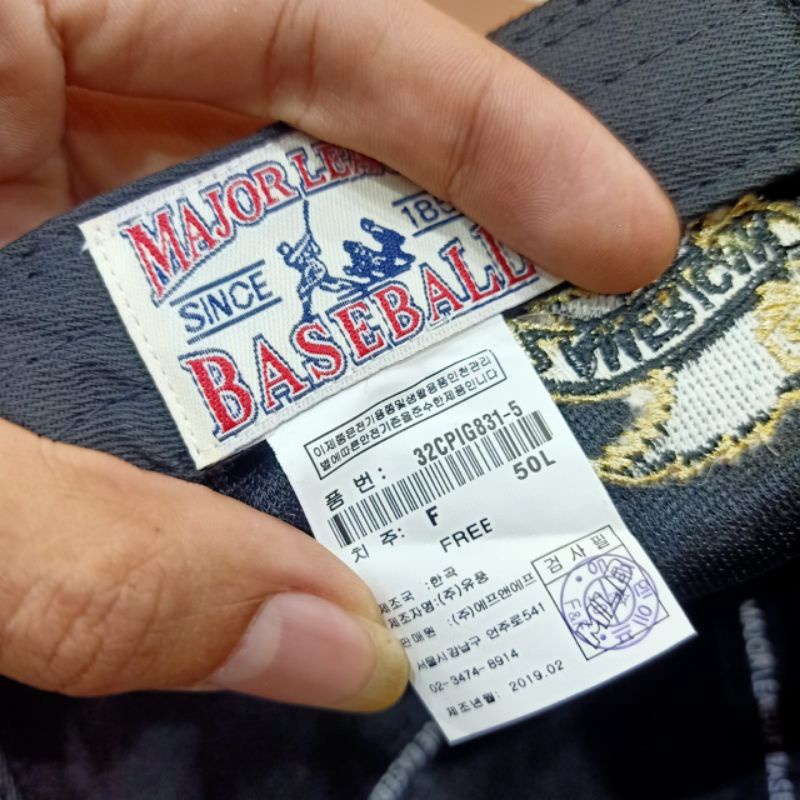 MAJOR
SINCE
BASEBALL
이제품은전기용품및생활용품안전관리
별에따른안전기준을준수한제품입니다
품 번: 32CPIG831-5
50L
치 주: F
FREE
제조국 :한곡
제조자명:(주)유풍
판매원 :(주)에프앤에프
서울시강남구 언주로541
02-3474-8914
제조년월: 2019.02
검사필